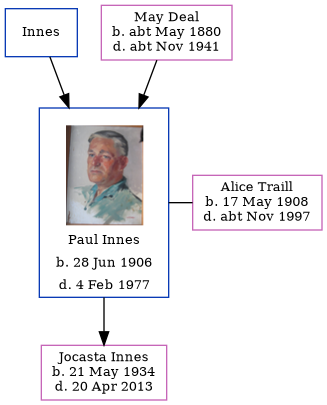 Innes
May Deal
b. abt May 1880
d. abt Nov 1941
Paul Innes
b. 28 Jun 1906
d. 4 Feb 1977
Alice Traill
b. 17 May 1908
d. abt Nov 1997
Jocasta Innes
b. 21 May 1934
d. 20 Apr 2013